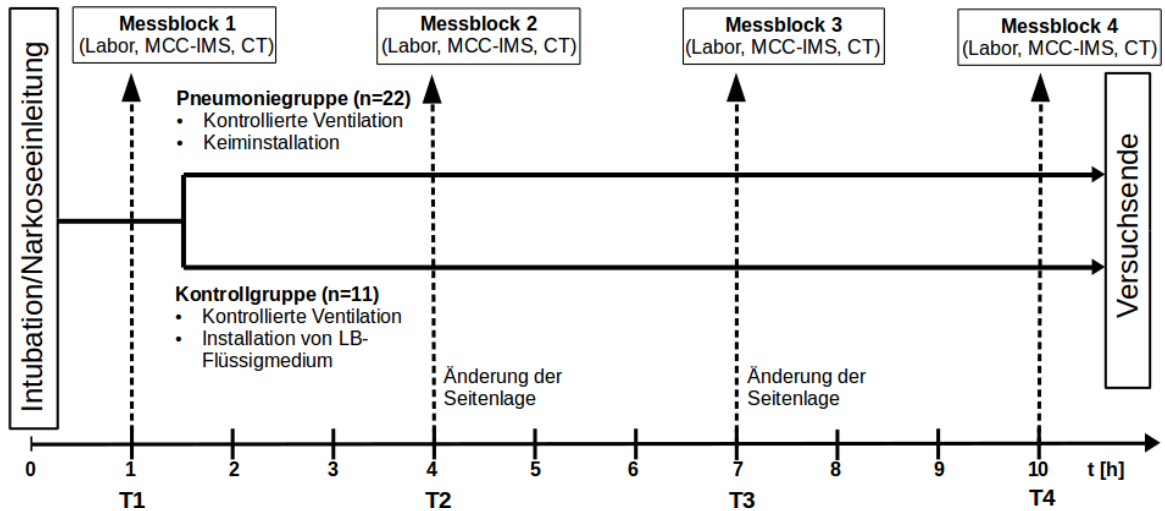 Intubation/Narkoseeinleitung
Messblock 1
(Labor, MCC-IMS, CT)
Messblock 2
(Labor, MCC-IMS, CT)
Messblock 3
(Labor, MCC-IMS, CT)
Messblock 4
(Labor, MCC-IMS, CT)
Pneumoniegruppe (n=22)
• Kontrollierte Ventilation
• Keiminstallation
Kontrollgruppe (n=11)
• Kontrollierte Ventilation
• Installation von LB-
Flüssigmedium
Änderung der
Seitenlage
Änderung der
Seitenlage
Versuchsende
0 1 2 3 4 5 6 7 8 9 10 t [h]
T1 T2 T3 T4